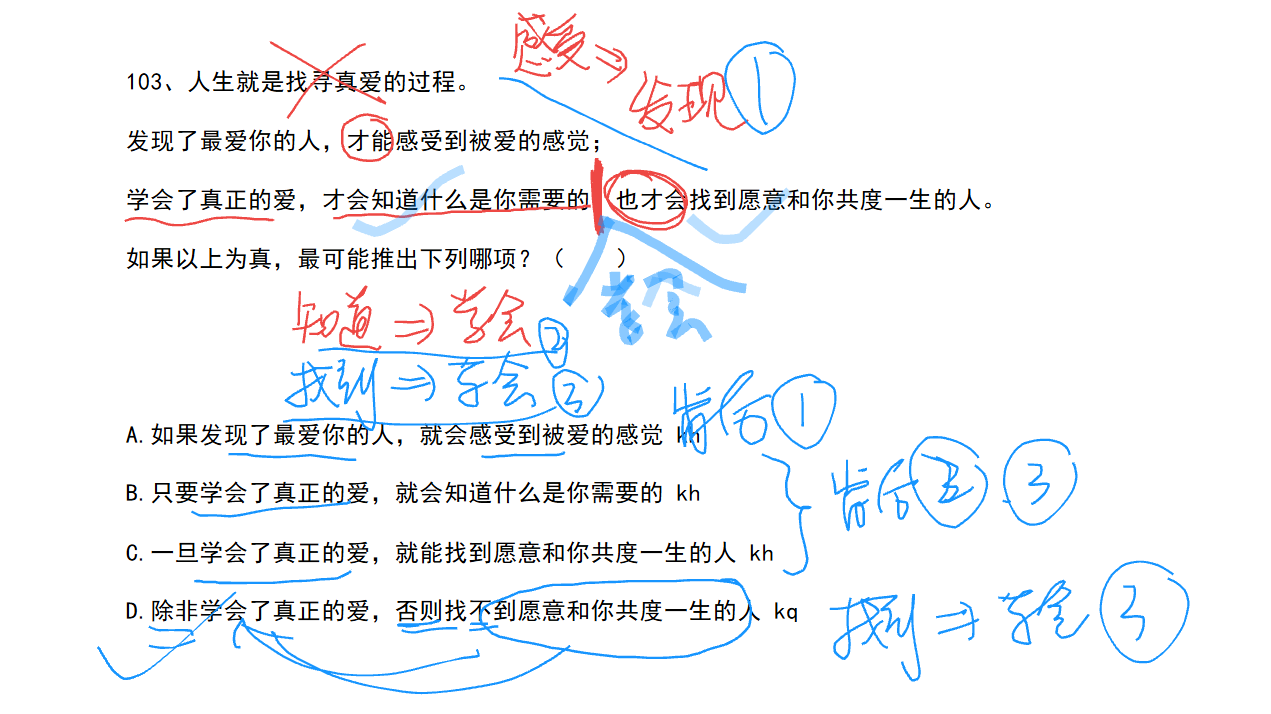 感受⇒
发现①
103、人生就是找寻真爱的过程。
发现了最爱你的人，才能感受到被爱的感觉；
学会了真正的爱，才会知道什么是你需要的 也才会找到愿意和你共度一生的人。
如果以上为真，最可能推出下列哪项？（　　）
学会
知道⇒学会②
找到⇒学会③
肯后①
A.如果发现了最爱你的人，就会感受到被爱的感觉 kh
B.只要学会了真正的爱，就会知道什么是你需要的 kh
肯后②③
C.一旦学会了真正的爱，就能找到愿意和你共度一生的人 kh
D.除非学会了真正的爱，否则找不到愿意和你共度一生的人 kq
找到⇒学会③